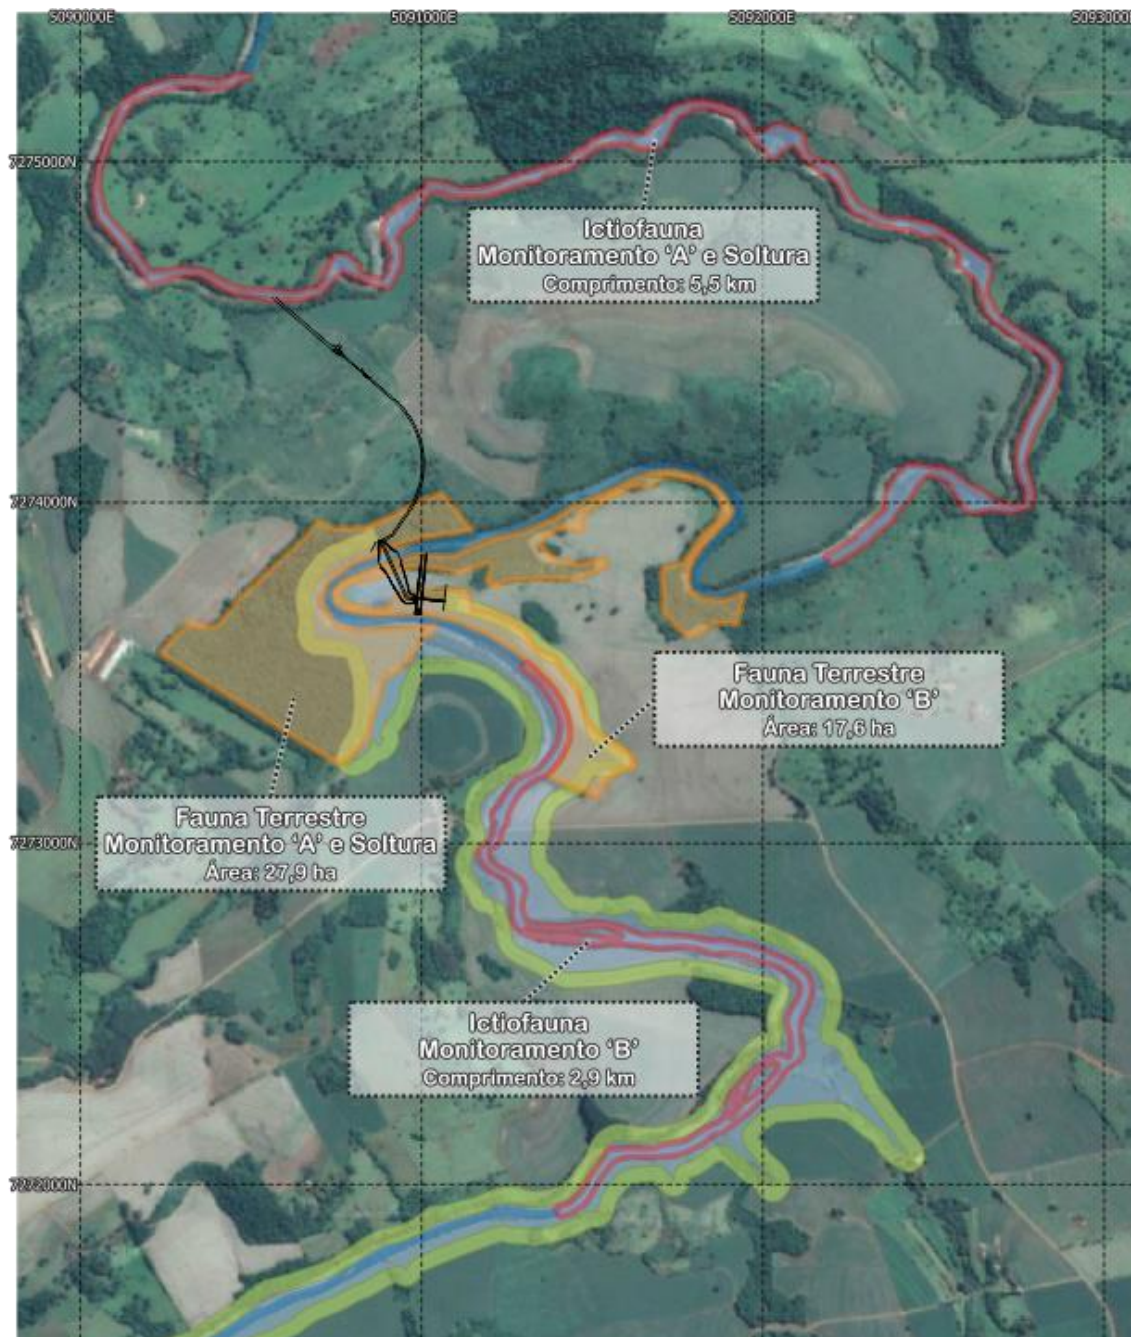 5090000E
5091000E
5092000E
5093000E
7275000N
Ictiofauna
Monitoramento 'A' e Soltura
Comprimento: 5,5 km
7274000N
Fauna Terrestre
Monitoramento 'B'
Área: 17,6 ha
Fauna Terrestre
Monitoramento 'A' e Soltura
Área: 27,9 ha
7273000N
Ictiofauna
Monitoramento 'B'
Comprimento: 2,9 km
7272000N